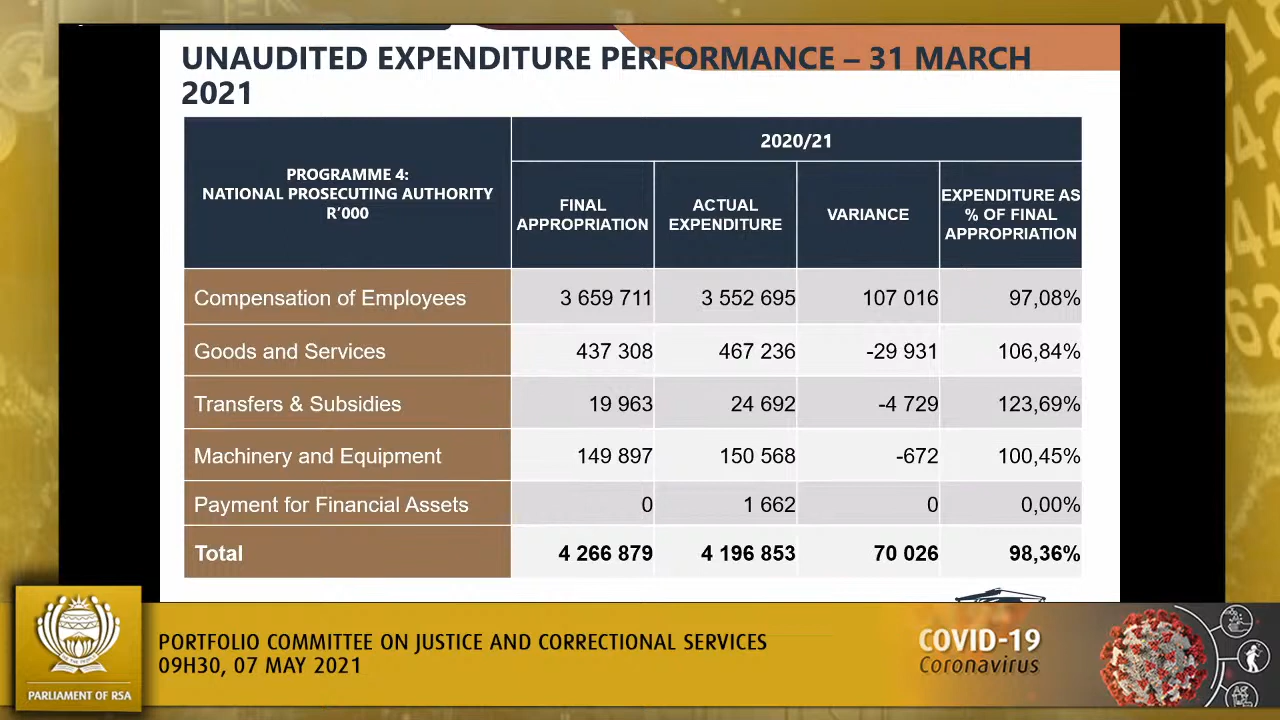 UNAUDITED EXPENDITURE PERFORMANCE – 31 MARCH
2021
PROGRAMME 4:
NATIONAL PROSECUTING AUTHORITY
R'000
2020/21
FINAL
APPROPRIATION
ACTUAL
EXPENDITURE
VARIANCE
EXPENDITURE AS
% OF FINAL
APPROPRIATION
Compensation of Employees 3 659 711 3 552 695 107 016 97,08%
Goods and Services 437 308 467 236 -29 931 106,84%
Transfers & Subsidies 19 963 24 692 -4 729 123,69%
Machinery and Equipment 149 897 150 568 -672 100,45%
Payment for Financial Assets 0 1 662 0 0,00%
Total 4 266 879 4 196 853 70 026 98,36%
PORTFOLIO COMMITTEE ON JUSTICE AND CORRECTIONAL SERVICES
09H30, 07 MAY 2021
PARLIAMENT OF RSA
COVID-19
Coronavirus